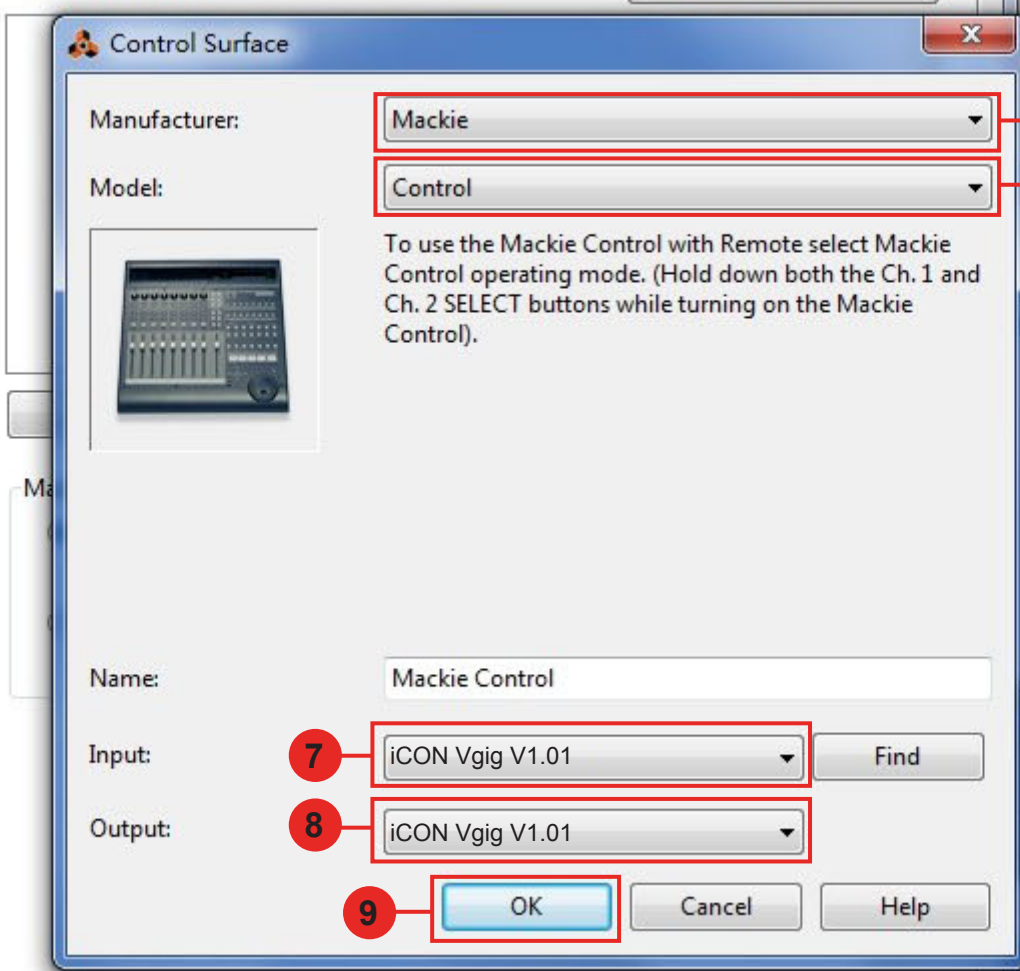 Control Surface
Manufacturer:
Mackie
Model:
Control
To use the Mackie Control with Remote select Mackie
Control operating mode. (Hold down both the Ch. 1 and
Ch. 2 SELECT buttons while turning on the Mackie
Control).
Ma
Name:
Mackie Control
Input:
7
iCON Vgig V1.01
Find
Output:
8
iCON Vgig V1.01
9
OK
Cancel
Help